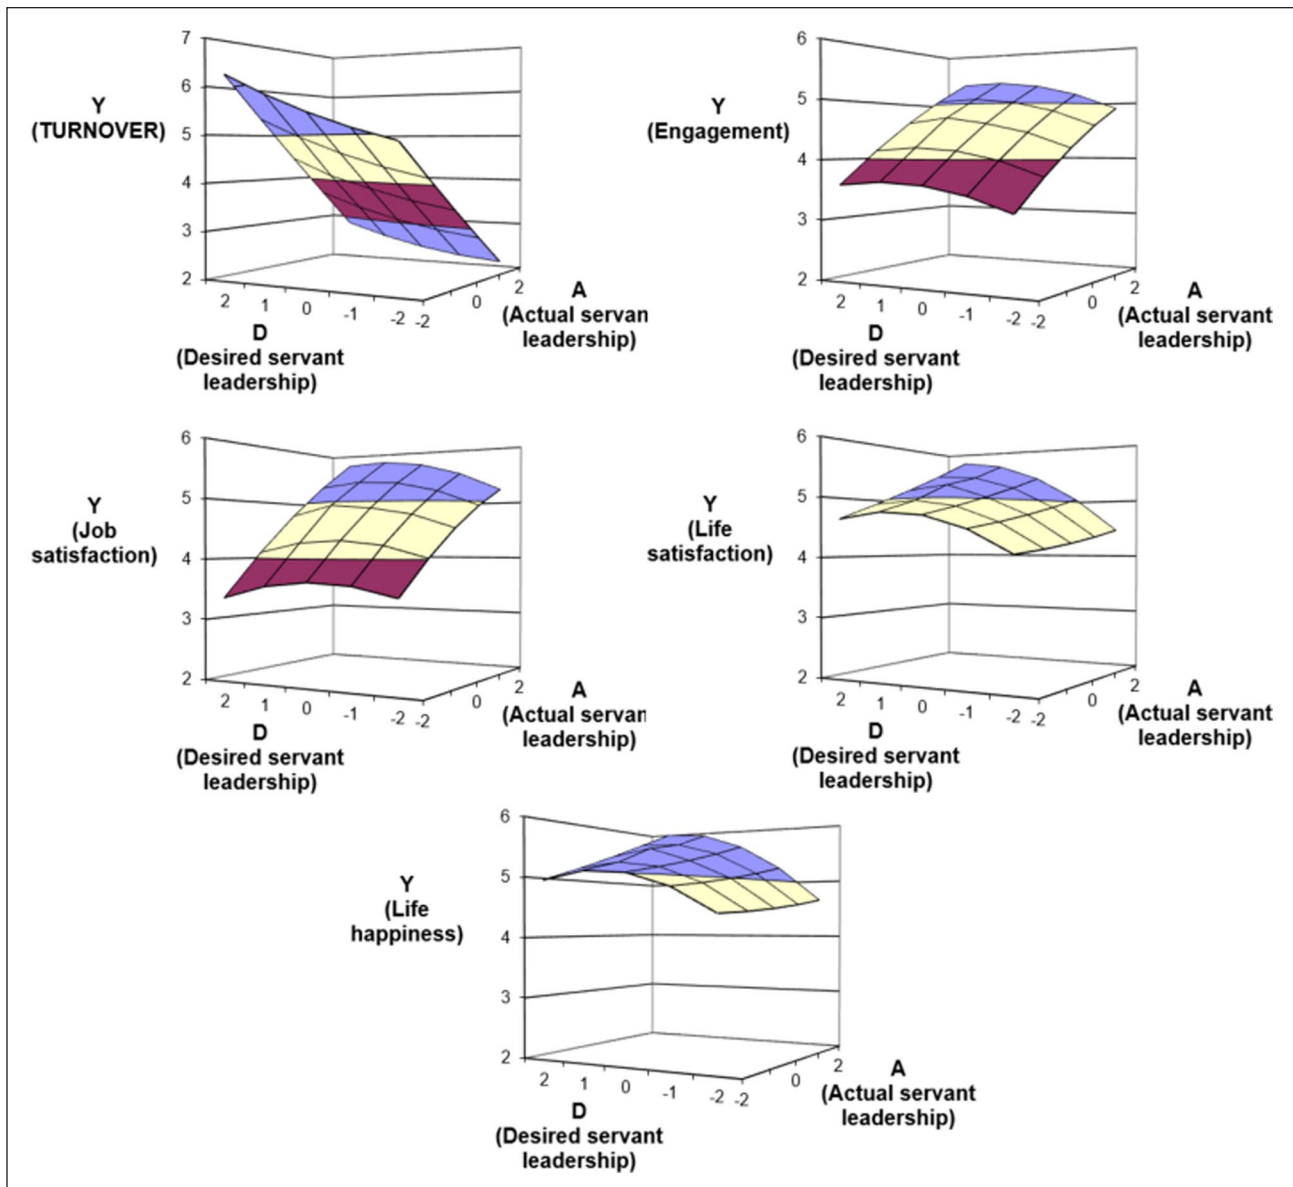 7
6
5
4
3
2
Y
(TURNOVER)
2
1
0
-1
-2
-2
0
2
D
(Desired servant
leadership)
A
(Actual servan
leadership)
6
5
4
3
2
Y
(Engagement)
2
1
0
-1
-2
-2
0
2
D
(Desired servant
leadership)
A
(Actual servant
leadership)
6
5
4
3
2
Y
(Job
satisfaction)
2
1
0
-1
-2
-2
0
2
D
(Desired servant
leadership)
A
(Actual servan
leadership)
6
5
4
3
2
Y
(Life
satisfaction)
2
1
0
-1
-2
-2
0
2
D
(Desired servant
leadership)
A
(Actual servant
leadership)
6
5
4
3
2
Y
(Life
happiness)
2
1
0
-1
-2
-2
0
2
D
(Desired servant
leadership)
A
(Actual servant
leadership)